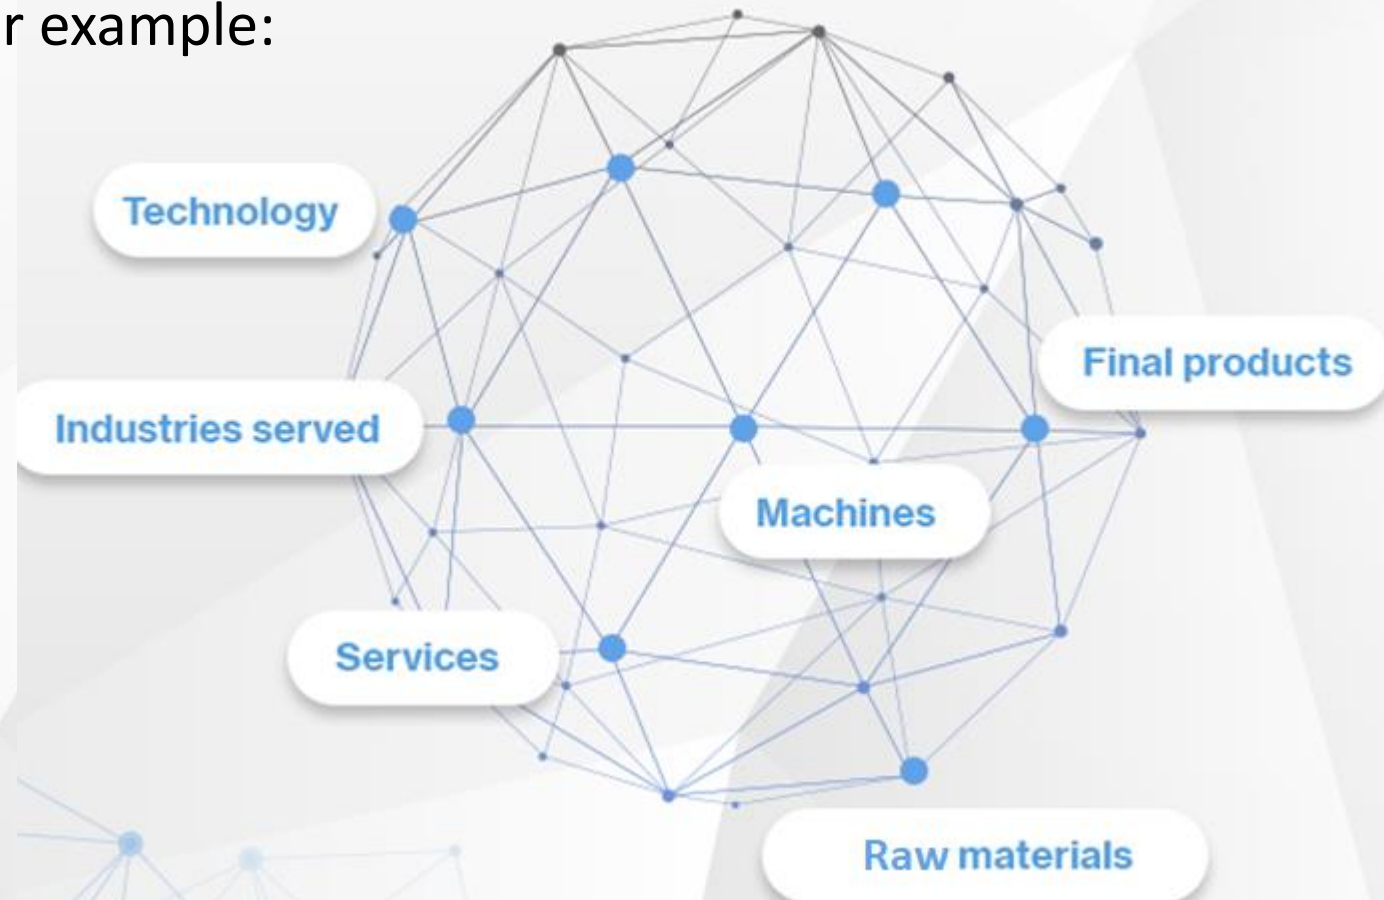 r example:
Technology
Final products
Industries served
Machines
Services
Raw materials